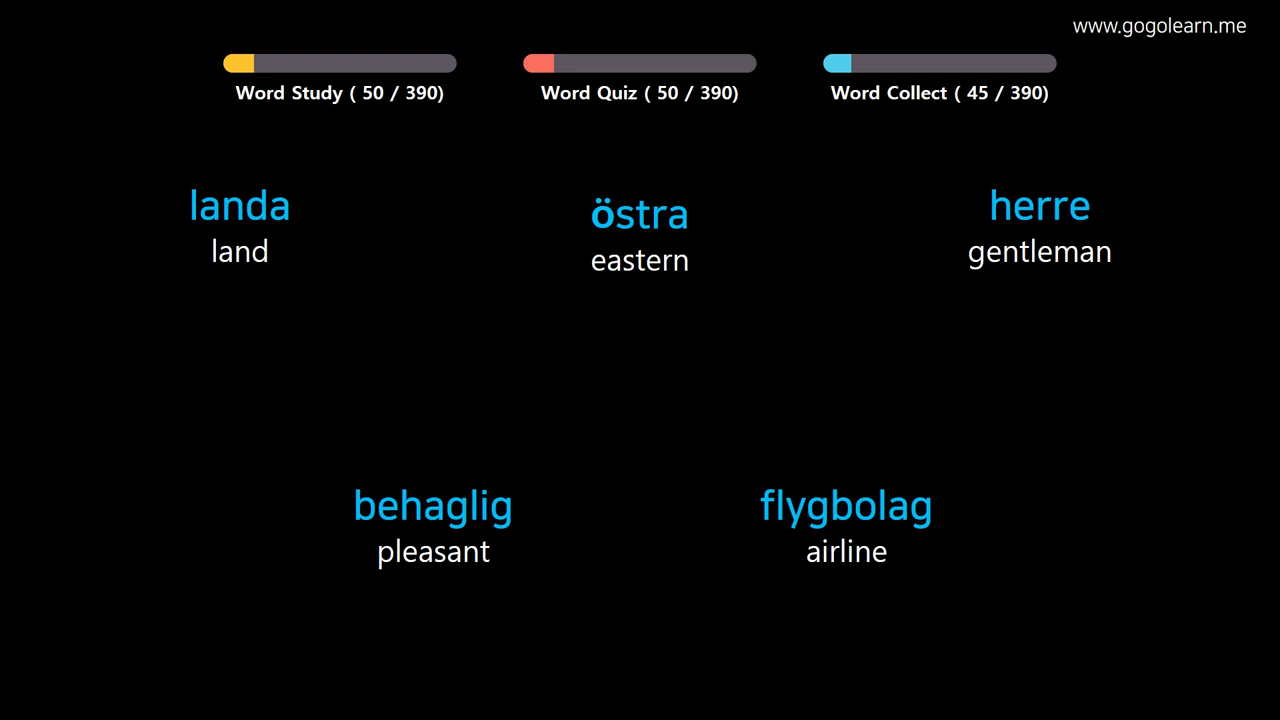 www.gogolearn.me
Word Study ( 50 / 390)
Word Quiz ( 50 / 390)
Word Collect ( 45 / 390)
landa
land
östra
eastern
herre
gentleman
behaglig
pleasant
flygbolag
airline